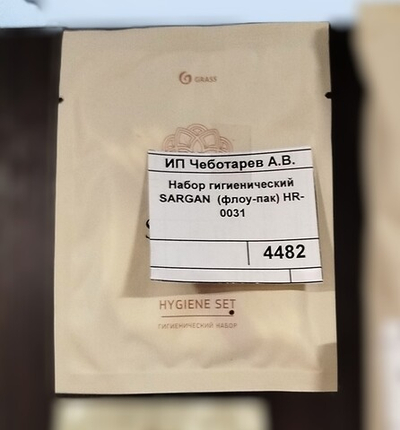 GRASS
ИП Чеботарев А.В.
Набор гигиенический
SARGAN (флоу-пак) HR-
0031
4482
HYGIENE SET
ГИГИЕНИЧЕСКИЙ НАБОР